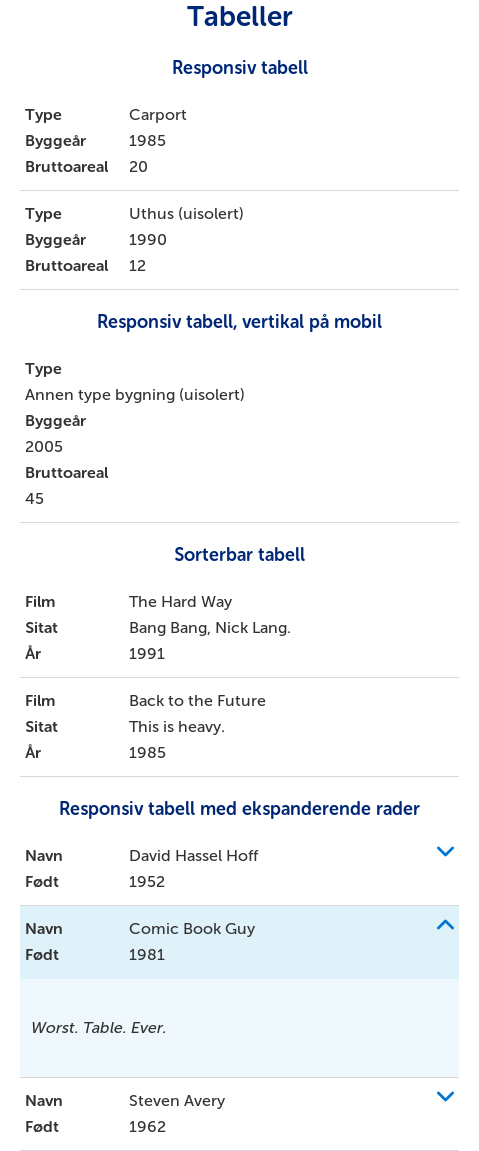 Tabeller
Responsiv tabell
Type Carport
Byggeår 1985
Bruttoareal 20
Type Uthus (uisolert)
Byggeår 1990
Bruttoareal 12
Responsiv tabell, vertikal på mobil
Type
Annen type bygning (uisolert)
Byggeår
2005
Bruttoareal
45
Sorterbar tabell
Film The Hard Way
Sitat Bang Bang, Nick Lang.
År 1991
Film Back to the Future
Sitat This is heavy.
År 1985
Responsiv tabell med ekspanderende rader
Navn David Hassel Hoff
Født 1952
Navn Comic Book Guy
Født 1981
Worst. Table. Ever.
Navn Steven Avery
Født 1962